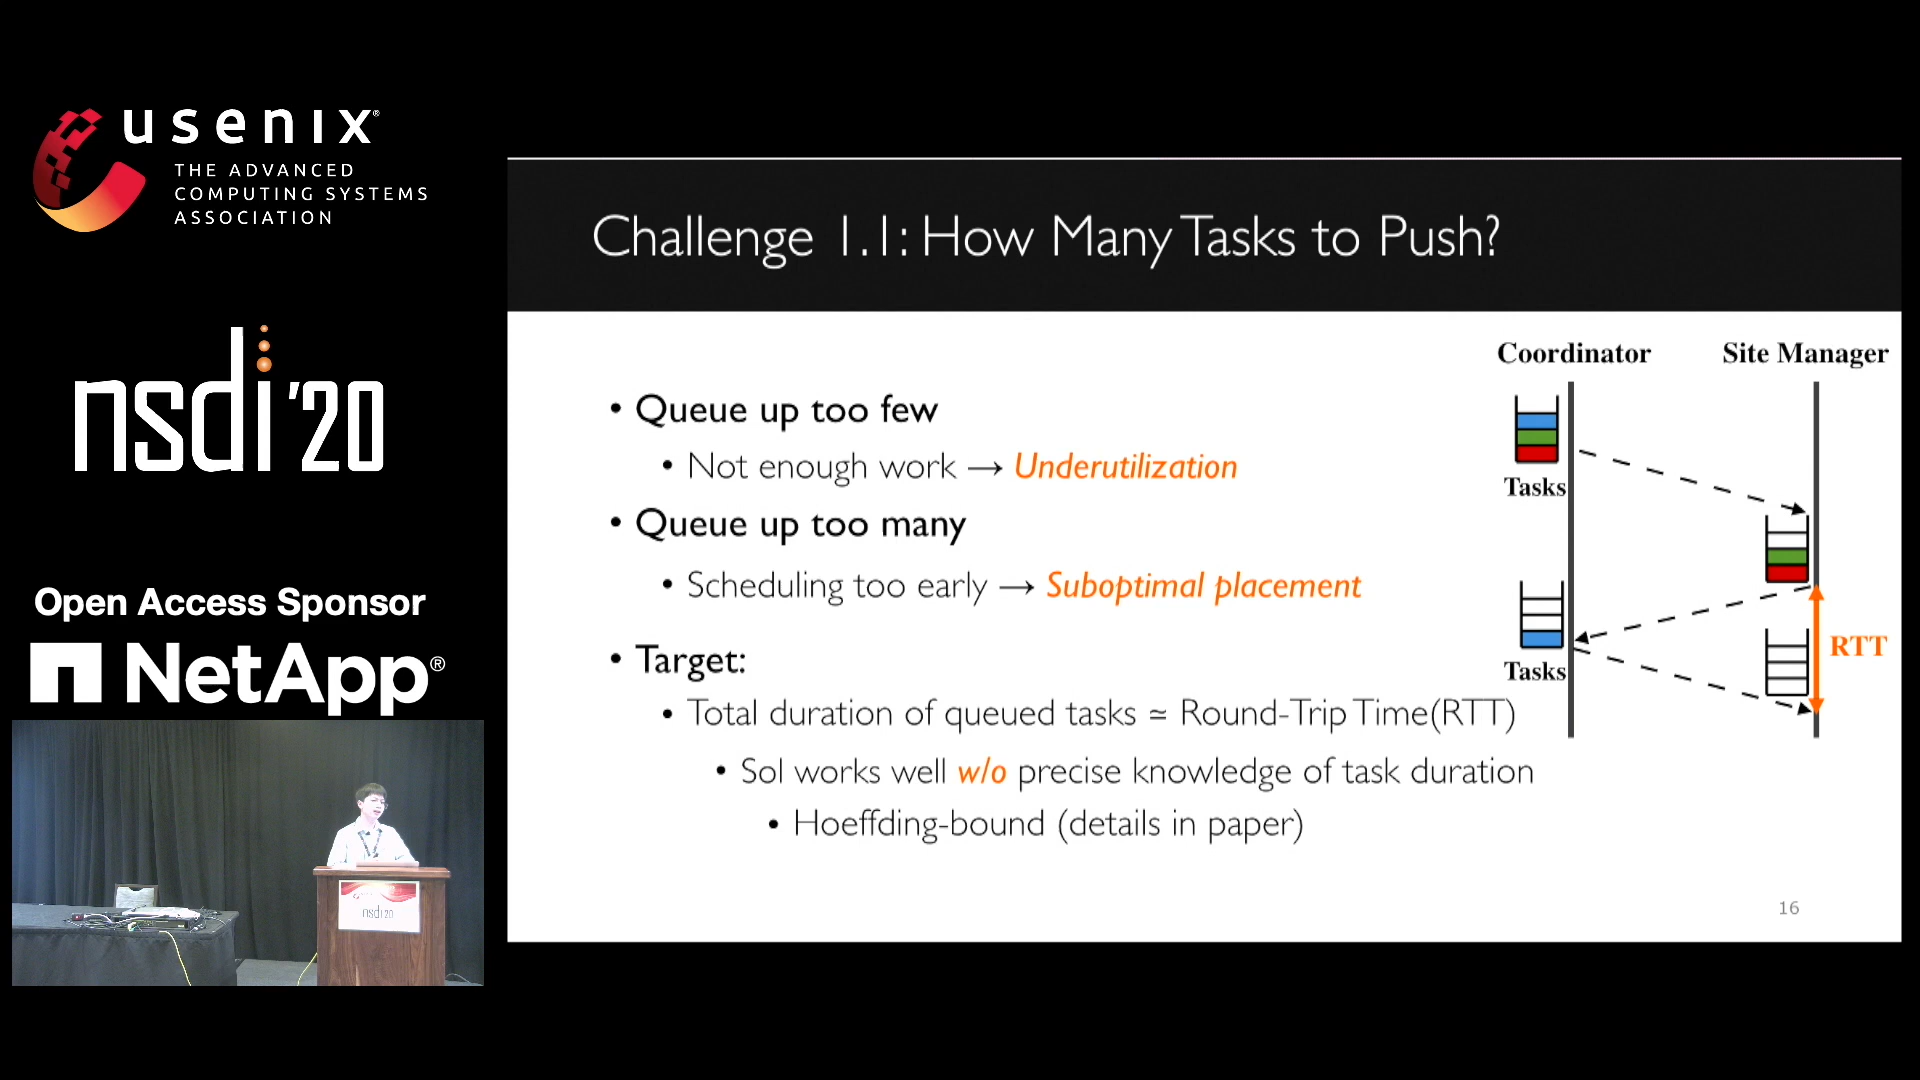 usenix®
THE ADVANCED
COMPUTING SYSTEMS
ASSOCIATION
nsdi'20
Open Access Sponsor
NetApp®
nsdi20
Challenge 1.1: How Many Tasks to Push?
• Queue up too few
• Not enough work → Underutilization
• Queue up too many
• Scheduling too early → Suboptimal placement
• Target:
• Total duration of queued tasks ≃ Round-Trip Time(RTT)
• Sol works well w/o precise knowledge of task duration
• Hoeffding-bound (details in paper)
Coordinator
Site Manager
Tasks
RTT
Tasks
16